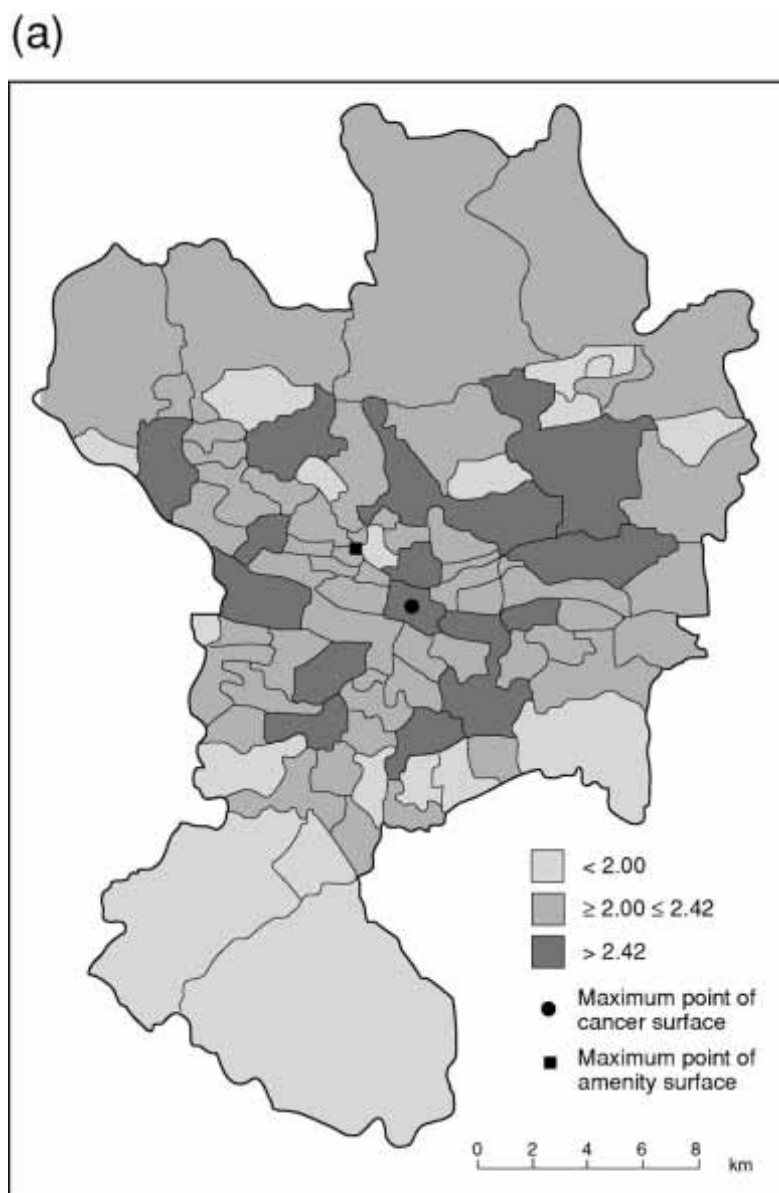 (a)
< 2.00
≥ 2.00 ≤ 2.42
> 2.42
Maximum point of
cancer surface
Maximum point of
amenity surface
0 2 4 6 8
km